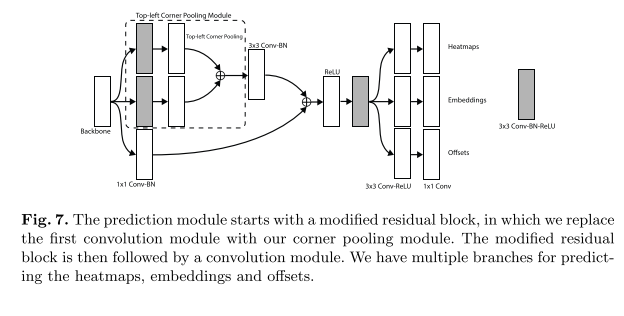 Top-left Corner Pooling Module
Top-left Corner Pooling
3x3 Conv-BN
Heatmaps
ReLU
Embeddings
Backbone
3x3 Conv-BN-ReLU
Offsets
1x1 Conv-BN
3x3 Conv-ReLU
1x1 Conv
Fig. 7. The prediction module starts with a modified residual block, in which we replace
the first convolution module with our corner pooling module. The modified residual
block is then followed by a convolution module. We have multiple branches for predict-
ing the heatmaps, embeddings and offsets.